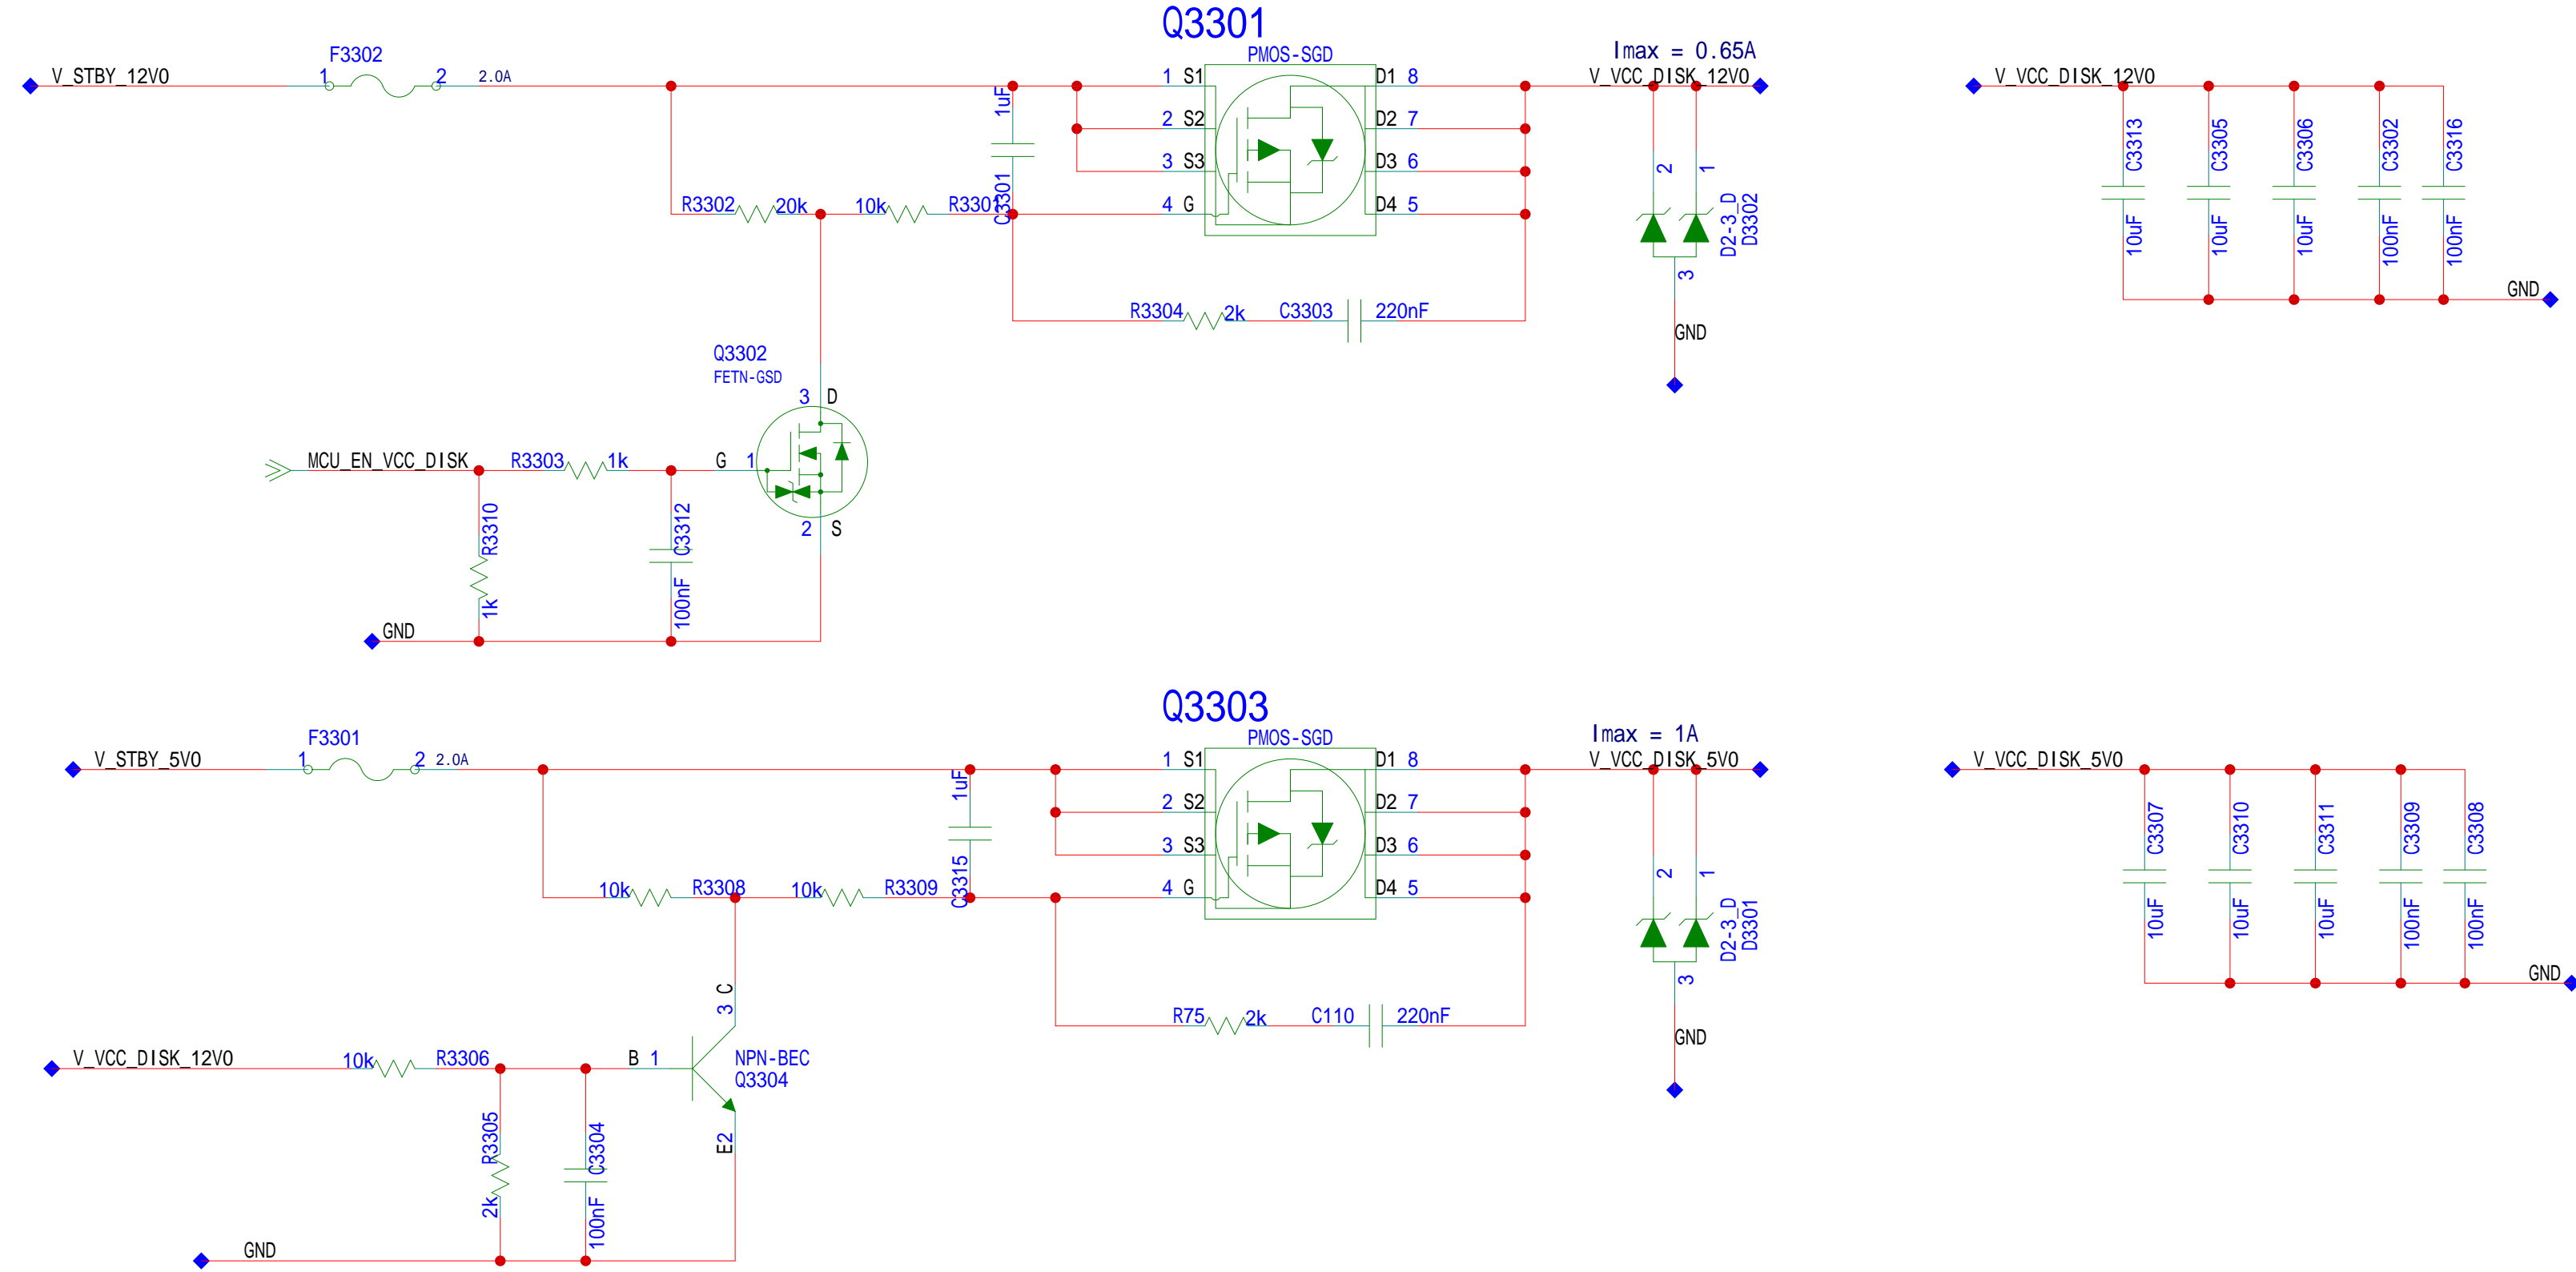 Q3301
PMOS-SGD
Imax = 0.65A
F3302
V_STBY_12V0
1
2
2.0A
1uF
C3301
1 S1
2 S2
3 S3
4 G
D1 8
D2 7
D3 6
D4 5
V_VCC_DISK_12V0
2
1
D2-3_D
D3302
3
GND
R3302
20k
10k
R3301
R3304
2k
C3303
220nF
V_VCC_DISK_12V0
C3313
10uF
C3305
10uF
C3306
10uF
C3302
100nF
C3316
100nF
GND
Q3302
FETN-GSD
3 D
G 1
2 S
MCU_EN_VCC_DISK
R3303
1k
R3310
1k
C3312
100nF
GND
Q3303
PMOS-SGD
Imax = 1A
F3301
V_STBY_5V0
1
2
2.0A
1uF
C3315
1 S1
2 S2
3 S3
4 G
D1 8
D2 7
D3 6
D4 5
V_VCC_DISK_5V0
2
1
D2-3_D
D3301
3
GND
10k
R3308
10k
R3309
R75
2k
C110
220nF
V_VCC_DISK_5V0
C3307
10uF
C3310
10uF
C3311
10uF
C3309
100nF
C3308
100nF
GND
3 C
B 1
E2
NPN-BEC
Q3304
V_VCC_DISK_12V0
10k
R3306
R3305
2k
C3304
100nF
GND